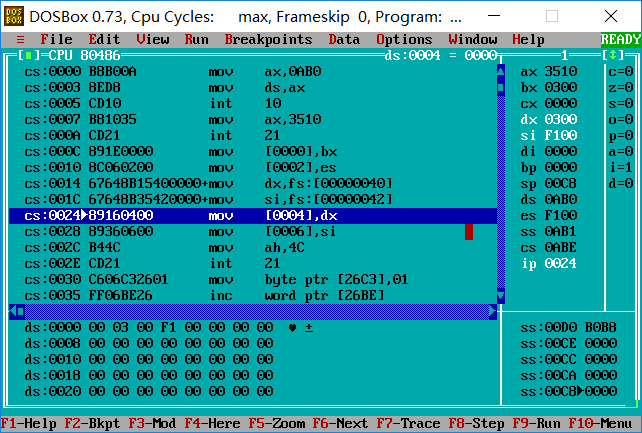 DOSBox 0.73, Cpu Cycles: max, Frameskip 0, Program: ...
≡ File Edit View Run Breakpoints Data Options Window Help READY
[■]=CPU 80486 ds:0004 = 0000 1 [↕]
cs:0000 B8B00A mov ax,0AB0
cs:0003 8ED8 mov ds,ax
cs:0005 CD10 int 10
cs:0007 BB1035 mov ax,3510
cs:000A CD21 int 21
cs:000C 891E0000 mov [0000],bx
cs:0010 8C060200 mov [0002],es
cs:0014 67648B15400000+mov dx,fs:[00000040]
cs:001C 67648B35420000+mov si,fs:[00000042]
cs:0024▶89160400 mov [0004],dx
cs:0028 89360600 mov [0006],si
cs:002C B44C mov ah,4C
cs:002E CD21 int 21
cs:0030 C606C32601 mov byte ptr [26C3],01
cs:0035 FF06BE26 inc word ptr [26BE]
ax 3510 c=0
bx 0300 z=0
cx 0000 s=0
dx 0300 o=0
si F100 p=0
di 0000 a=0
bp 0000 i=1
sp 00C8 d=0
ds 0AB0
es F100
ss 0AB1
cs 0ABE
ip 0024
ds:0000 00 03 00 F1 00 00 00 00 ♥ ±
ds:0008 00 00 00 00 00 00 00 00
ds:0010 00 00 00 00 00 00 00 00
ds:0018 00 00 00 00 00 00 00 00
ds:0020 00 00 00 00 00 00 00 00
ss:00D0 B0B8
ss:00CE 0000
ss:00CC 0000
ss:00CA 0000
ss:00C8▶0000
F1-Help F2-Bkpt F3-Mod F4-Here F5-Zoom F6-Next F7-Trace F8-Step F9-Run F10-Menu